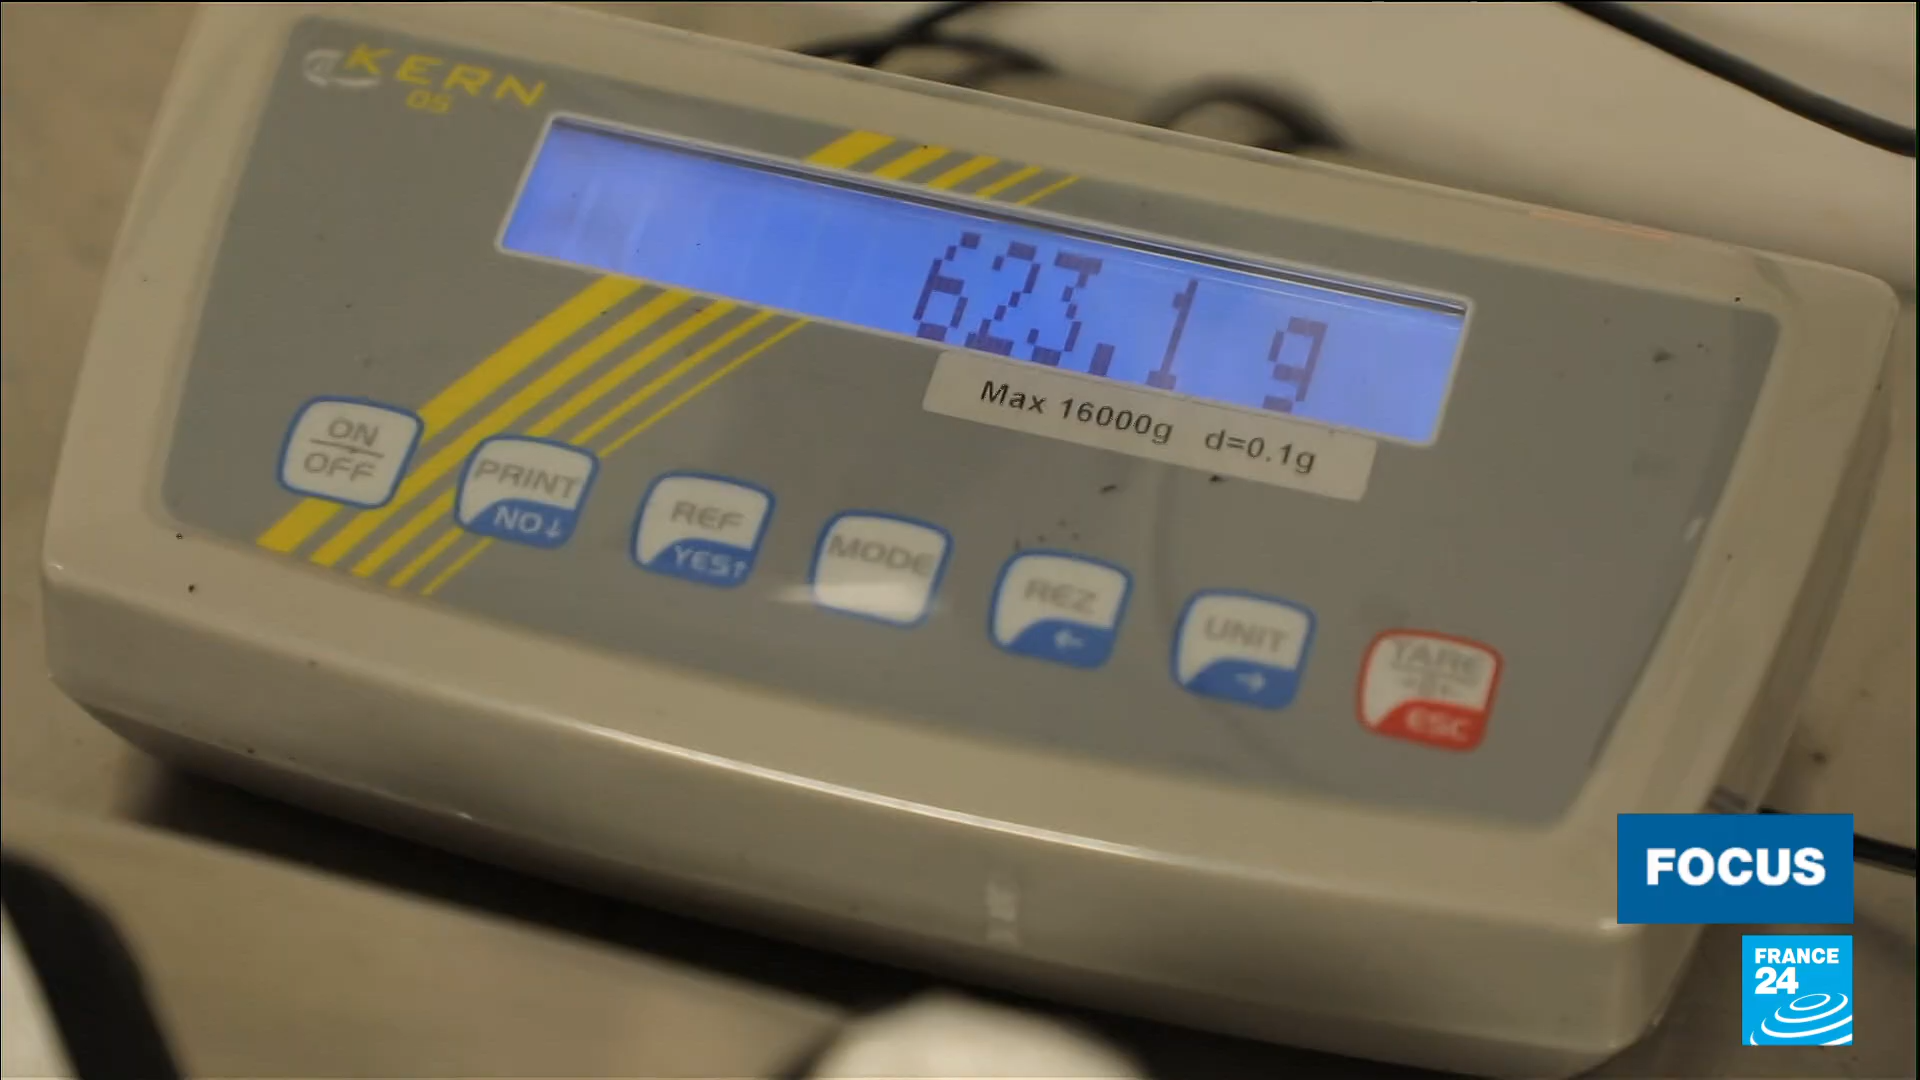 KERN
DS
623.1 g
Max 16000g d=0.1g
ON
OFF
PRINT
NO↓
REF
YES↑
MODE
REZ
←
UNIT
→
TARE
→0←
ESC
FOCUS
FRANCE
24